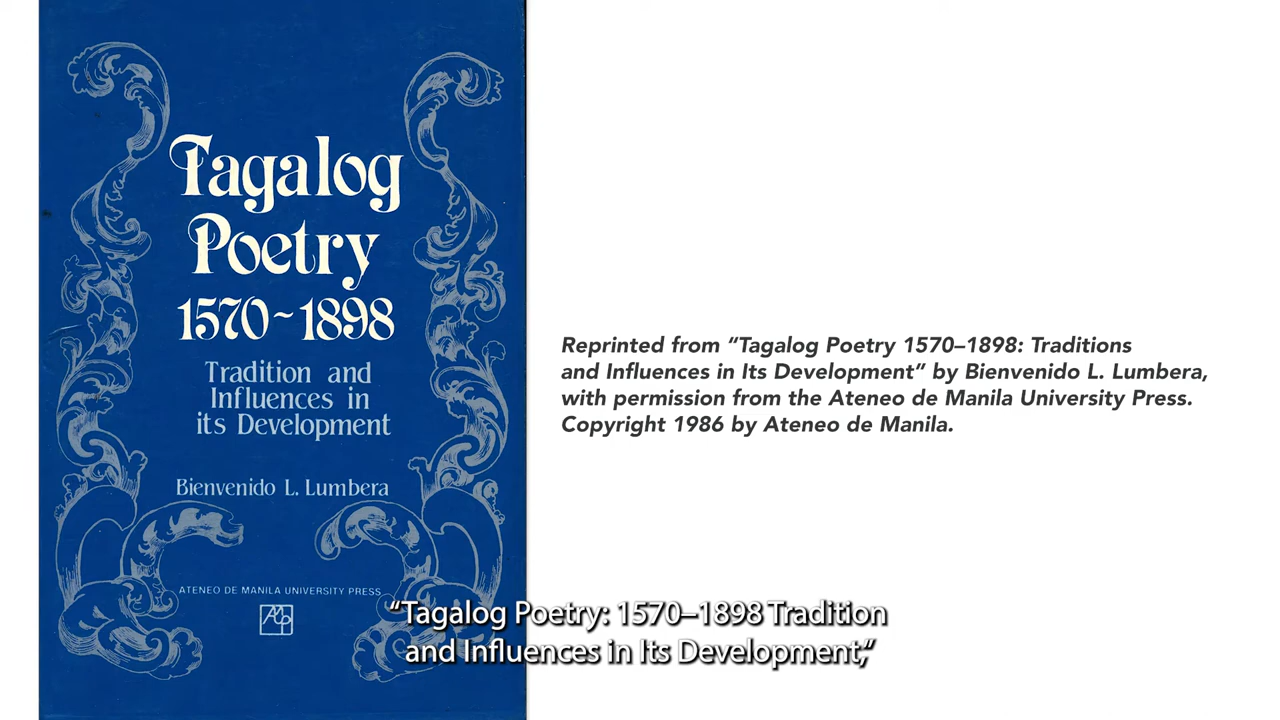 Tagalog
Poetry
1570~1898
Tradition and
Influences in
its Development
Bienvenido L. Lumbera
ATENEO DE MANILA UNIVERSITY PRESS
Reprinted from “Tagalog Poetry 1570–1898: Traditions
and Influences in Its Development” by Bienvenido L. Lumbera,
with permission from the Ateneo de Manila University Press.
Copyright 1986 by Ateneo de Manila.
“Tagalog Poetry: 1570–1898 Tradition
and Influences in Its Development,”